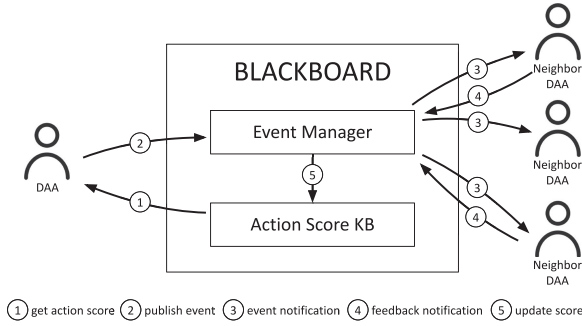 BLACKBOARD
Event Manager
Action Score KB
DAA
Neighbor
DAA
Neighbor
DAA
Neighbor
DAA
2
1
5
3
4
3
3
4
1 get action score 2 publish event 3 event notification 4 feedback notification 5 update score